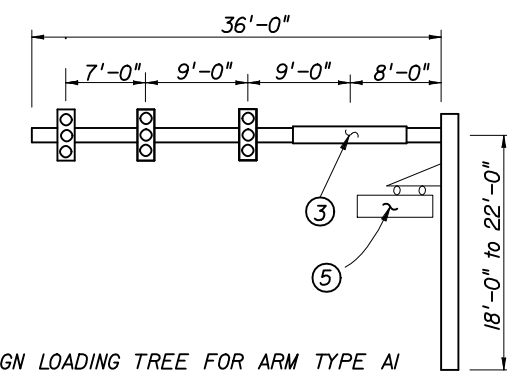 36'-0"
7'-0" 9'-0" 9'-0" 8'-0"
3
5
18'-0" to 22'-0"
GN LOADING TREE FOR ARM TYPE A1